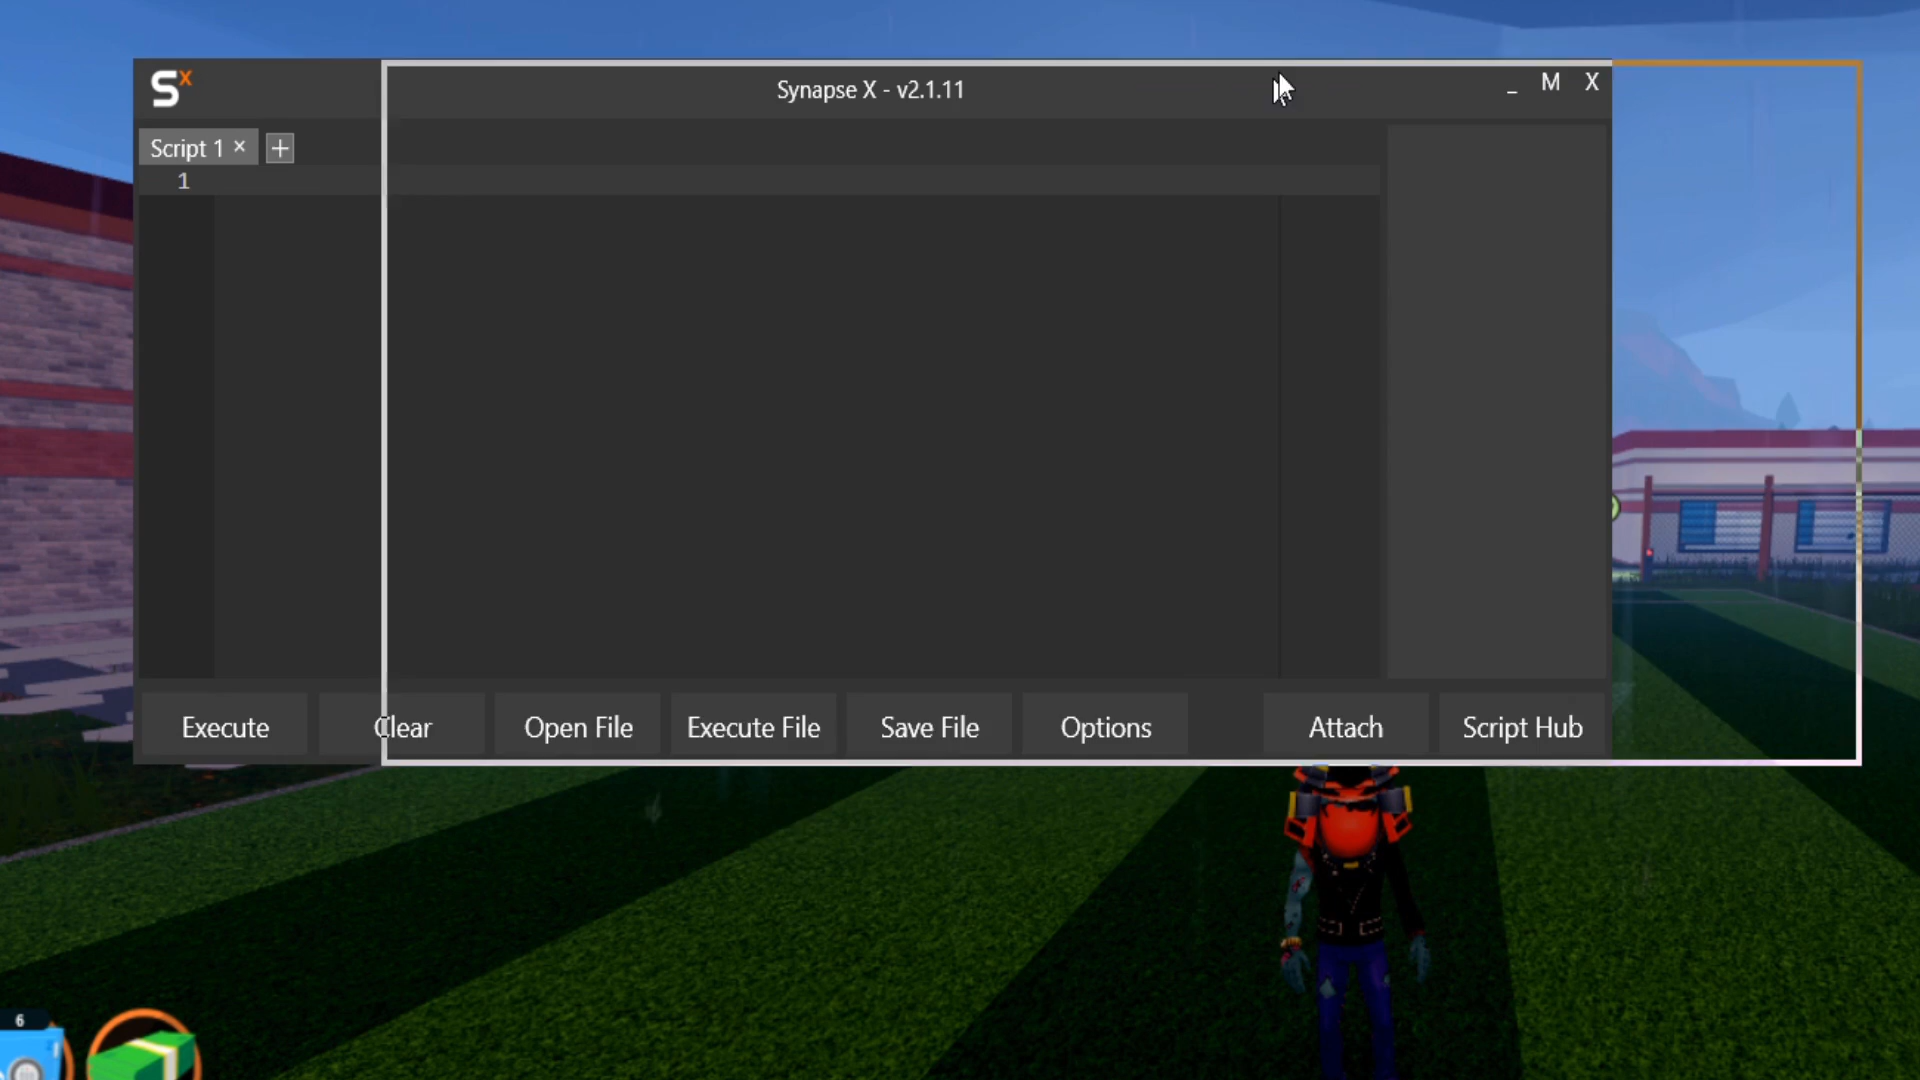 Sx
Synapse X - v2.1.11
_ M X
Script 1 × +
1
Execute Clear Open File Execute File Save File Options Attach Script Hub
6